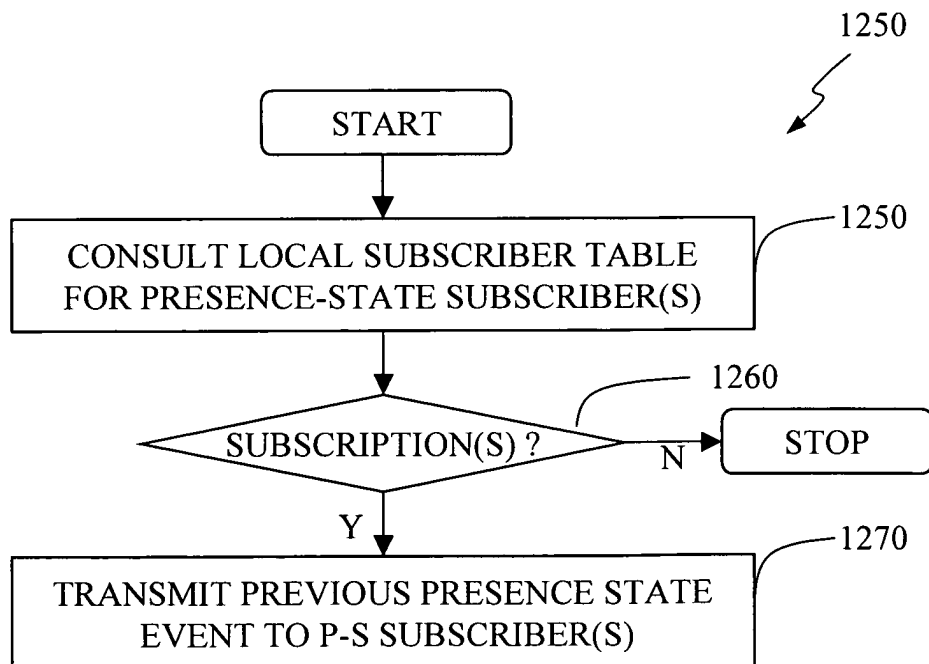 1250
START
1250
CONSULT LOCAL SUBSCRIBER TABLE
FOR PRESENCE-STATE SUBSCRIBER(S)
1260
SUBSCRIPTION(S) ?
N
STOP
Y
1270
TRANSMIT PREVIOUS PRESENCE STATE
EVENT TO P-S SUBSCRIBER(S)